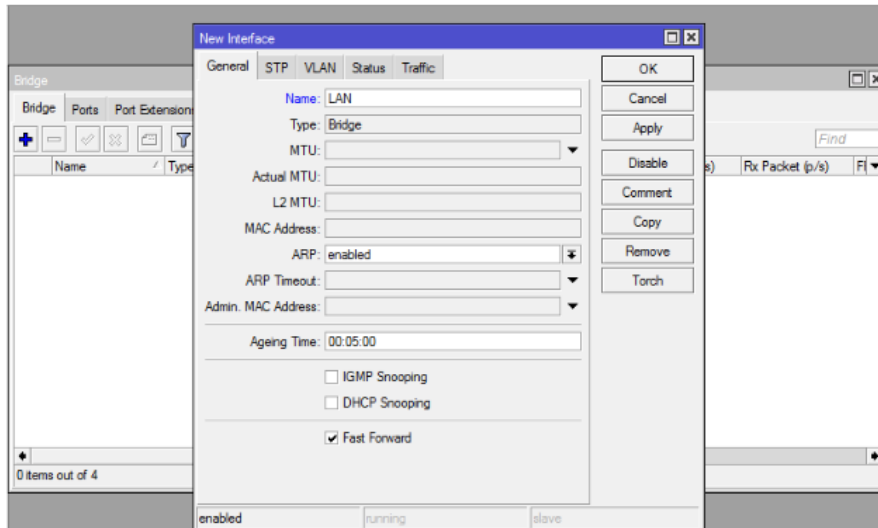 New Interface
General STP VLAN Status Traffic
Name: LAN
Type: Bridge
MTU:
Actual MTU:
L2 MTU:
MAC Address:
ARP: enabled
ARP Timeout:
Admin. MAC Address:
Ageing Time: 00:05:00
IGMP Snooping
DHCP Snooping
Fast Forward
enabled running slave
OK
Cancel
Apply
Disable
Comment
Copy
Remove
Torch
Bridge
Bridge Ports Port Extension
Find
Name Type s) Rx Packet (p/s) Fl
0 items out of 4